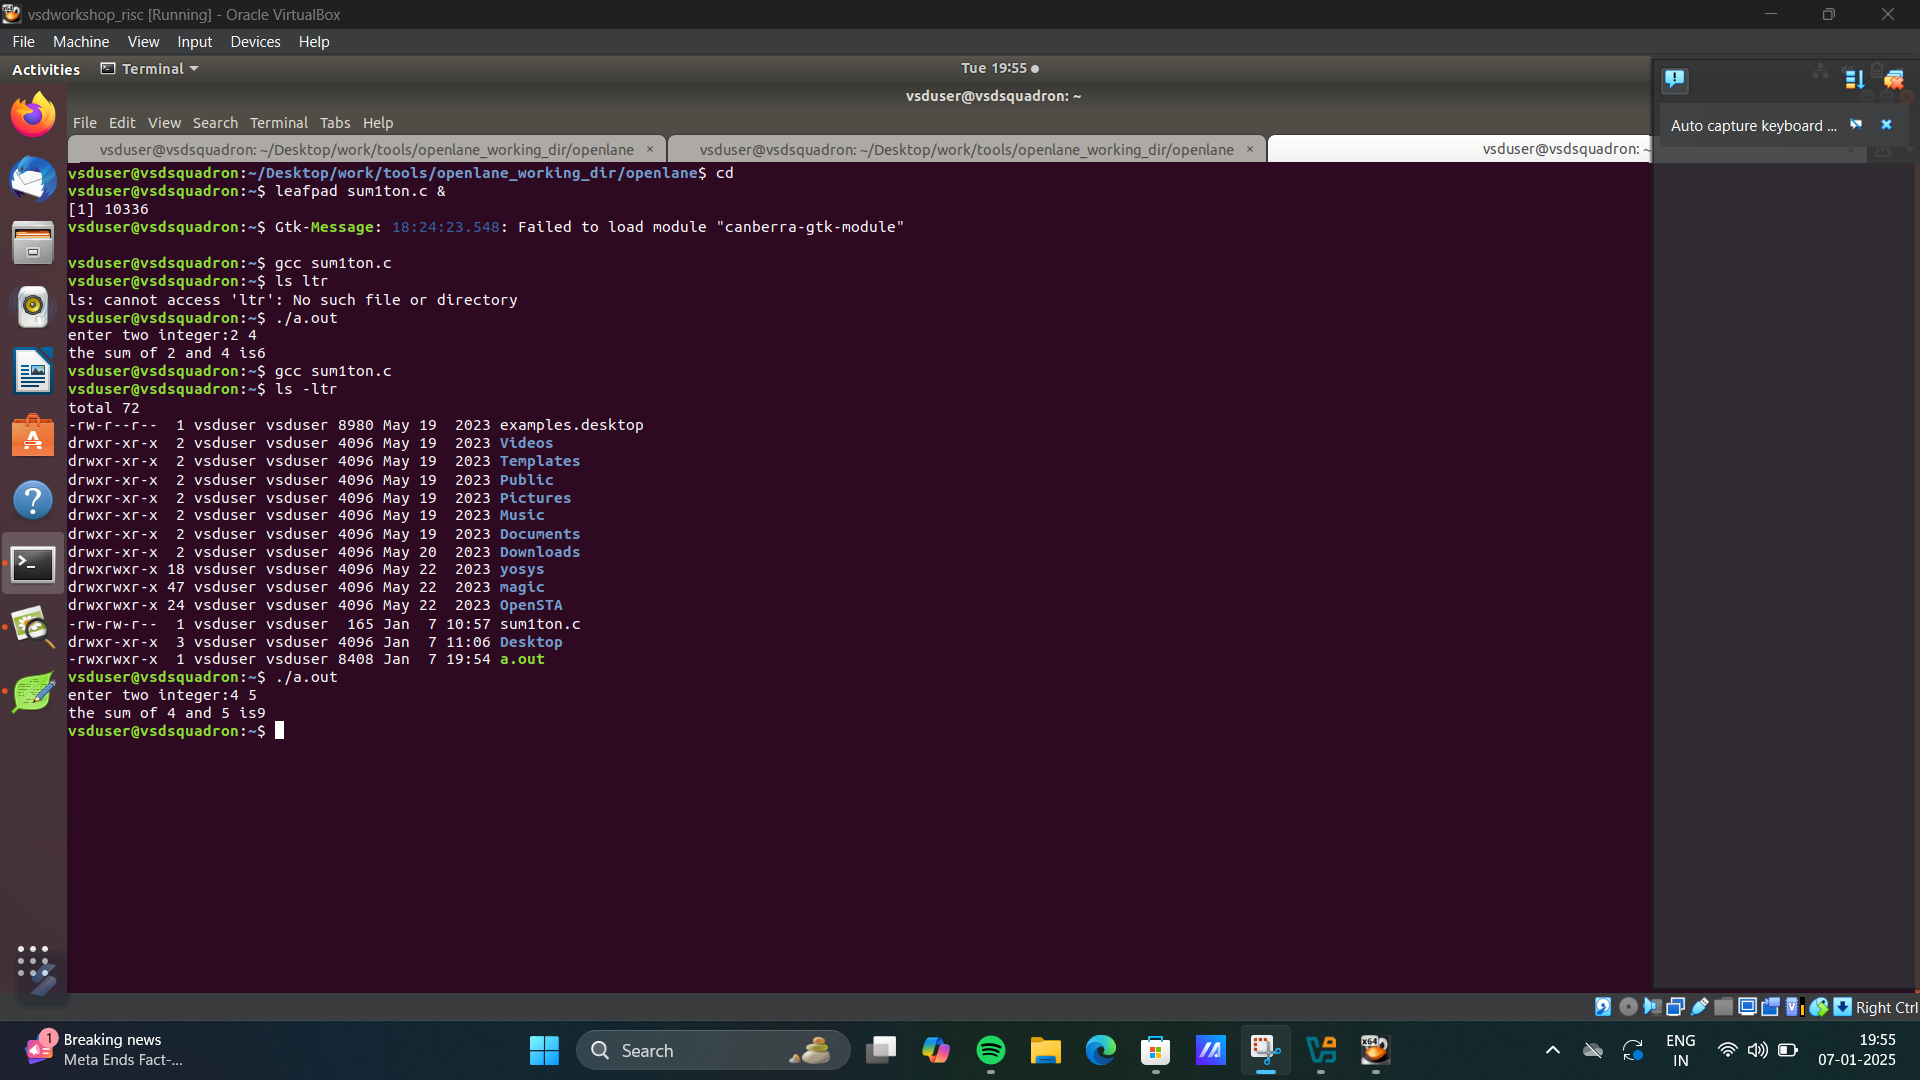 vsdworkshop_risc [Running] - Oracle VirtualBox
File Machine View Input Devices Help
Activities Terminal Tue 19:55
vsduser@vsdsquadron: ~
File Edit View Search Terminal Tabs Help
Auto capture keyboard ...
vsduser@vsdsquadron: ~/Desktop/work/tools/openlane_working_dir/openlane × vsduser@vsdsquadron: ~/Desktop/work/tools/openlane_working_dir/openlane × vsduser@vsdsquadron: ~
vsduser@vsdsquadron:~/Desktop/work/tools/openlane_working_dir/openlane$ cd
vsduser@vsdsquadron:~$ leafpad sum1ton.c &
[1] 10336
vsduser@vsdsquadron:~$ Gtk-Message: 18:24:23.548: Failed to load module "canberra-gtk-module"
vsduser@vsdsquadron:~$ gcc sum1ton.c
vsduser@vsdsquadron:~$ ls ltr
ls: cannot access 'ltr': No such file or directory
vsduser@vsdsquadron:~$ ./a.out
enter two integer:2 4
the sum of 2 and 4 is6
vsduser@vsdsquadron:~$ gcc sum1ton.c
vsduser@vsdsquadron:~$ ls -ltr
total 72
-rw-r--r--  1 vsduser vsduser 8980 May 19  2023 examples.desktop
drwxr-xr-x  2 vsduser vsduser 4096 May 19  2023 Videos
drwxr-xr-x  2 vsduser vsduser 4096 May 19  2023 Templates
drwxr-xr-x  2 vsduser vsduser 4096 May 19  2023 Public
drwxr-xr-x  2 vsduser vsduser 4096 May 19  2023 Pictures
drwxr-xr-x  2 vsduser vsduser 4096 May 19  2023 Music
drwxr-xr-x  2 vsduser vsduser 4096 May 19  2023 Documents
drwxr-xr-x  2 vsduser vsduser 4096 May 20  2023 Downloads
drwxrwxr-x 18 vsduser vsduser 4096 May 22  2023 yosys
drwxrwxr-x 47 vsduser vsduser 4096 May 22  2023 magic
drwxrwxr-x 24 vsduser vsduser 4096 May 22  2023 OpenSTA
-rw-rw-r--  1 vsduser vsduser  165 Jan  7 10:57 sum1ton.c
drwxr-xr-x  3 vsduser vsduser 4096 Jan  7 11:06 Desktop
-rwxrwxr-x  1 vsduser vsduser 8408 Jan  7 19:54 a.out
vsduser@vsdsquadron:~$ ./a.out
enter two integer:4 5
the sum of 4 and 5 is9
vsduser@vsdsquadron:~$
Right Ctrl
1
Breaking news
Meta Ends Fact-...
Search
x64
ENG
IN
19:55
07-01-2025